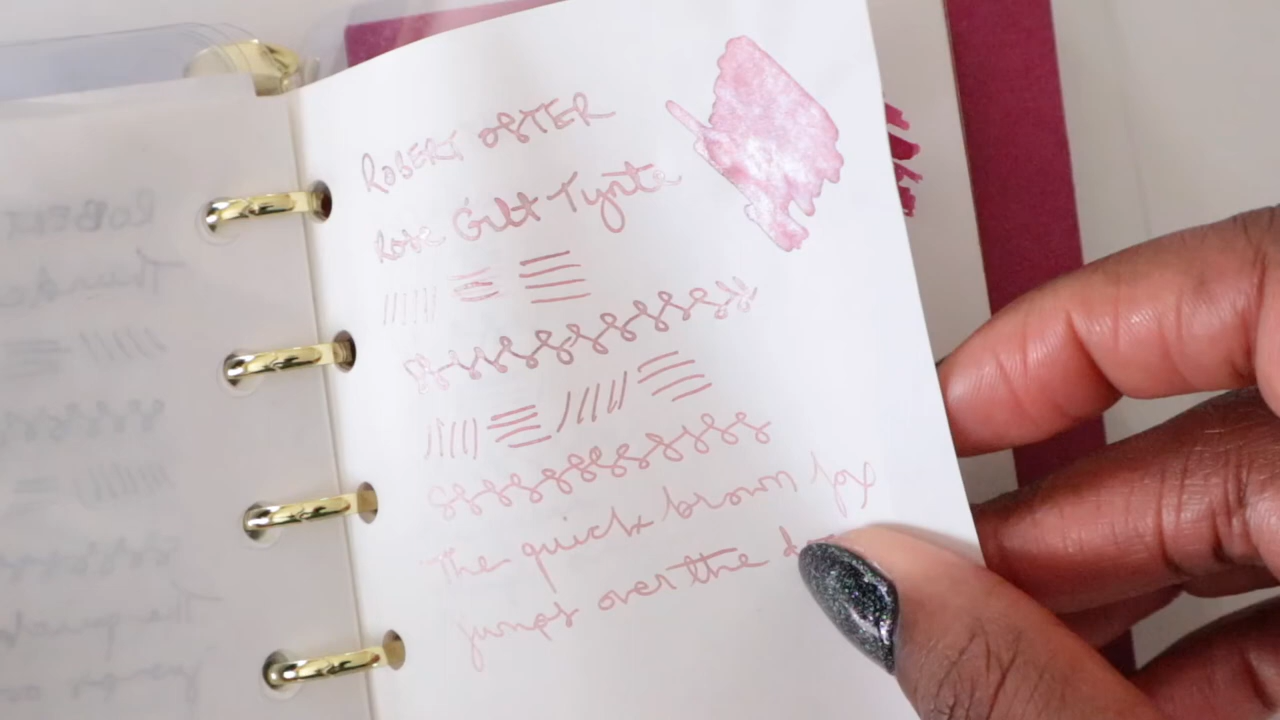 ROBERT OSTER
Rose Gilt Tynte
The quick brown fox
jumps over the